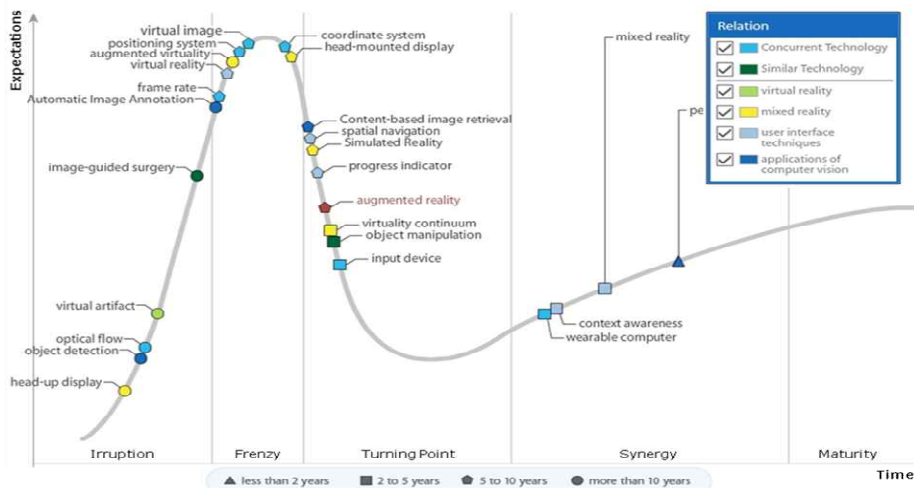 Expectations
virtual image
positioning system
augmented virtuality
virtual reality
frame rate
Automatic Image Annotation
image-guided surgery
virtual artifact
optical flow
object detection
head-up display
coordinate system
head-mounted display
Content-based image retrieval
spatial navigation
Simulated Reality
progress indicator
augmented reality
virtuality continuum
object manipulation
input device
mixed reality
pe
context awareness
wearable computer
Relation
Concurrent Technology
Similar Technology
virtual reality
mixed reality
user interface
techniques
applications of
computer vision
Irruption Frenzy Turning Point Synergy Maturity
Time
less than 2 years 2 to 5 years 5 to 10 years more than 10 years